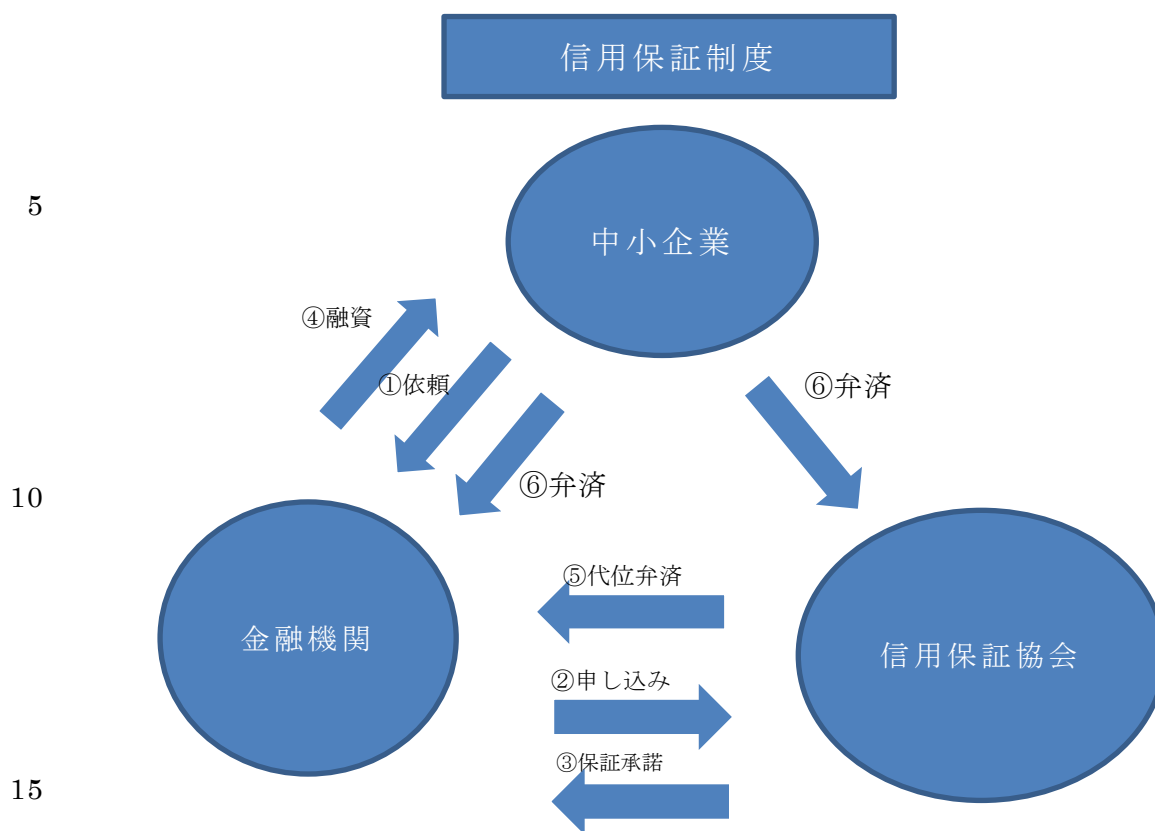 信用保証制度
5
中小企業
④融資
①依頼
⑥弁済
⑥弁済
10
⑤代位弁済
金融機関
信用保証協会
②申し込み
③保証承諾
15